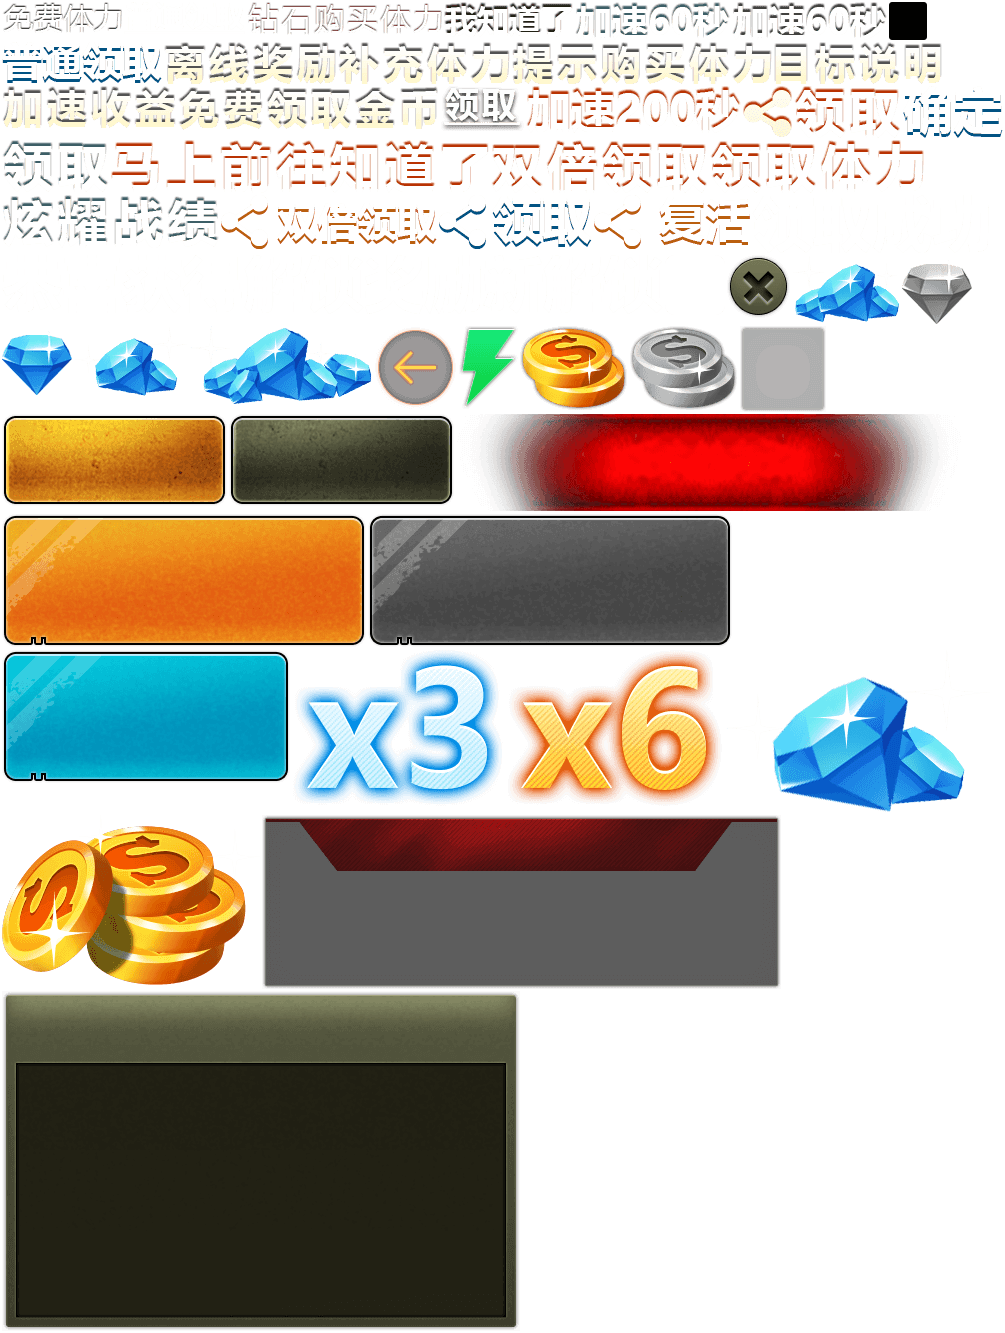 免费体力 钻石购买体力 我知道了 加速60秒 加速60秒
普通领取 离线奖励 补充体力 提示 购买体力 目标说明
加速收益 免费领取金币 领取 加速200秒 领取 确定
领取 马上前往 知道了 双倍领取 领取体力
炫耀战绩 双倍领取 领取 复活
x3 x6